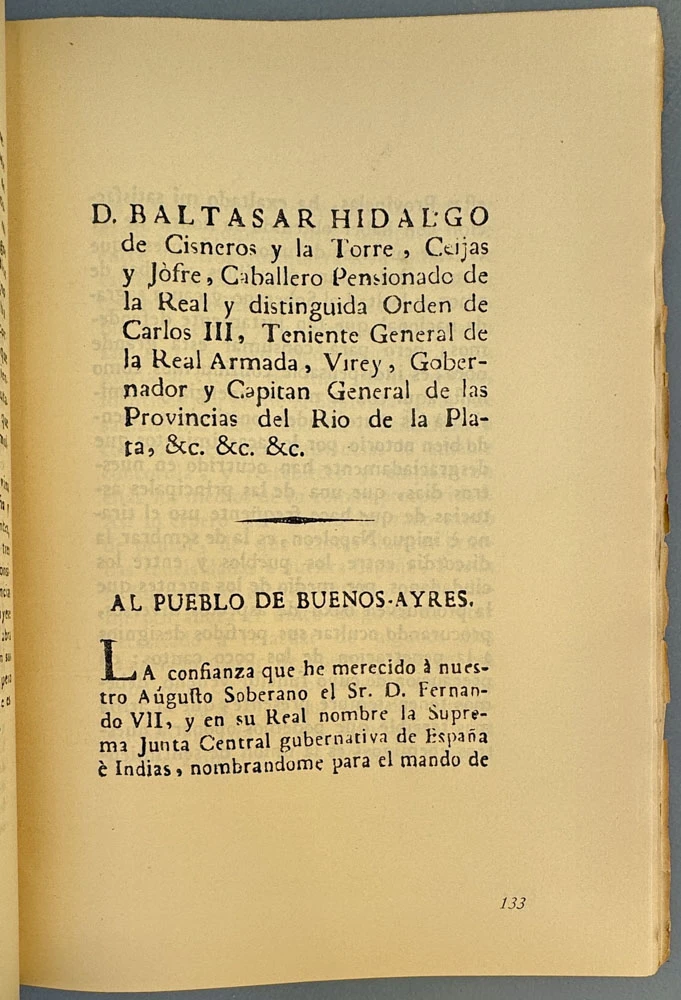 D. BALTASAR HIDALGO
de Cisneros y la Torre, Ceijas
y Jòfre, Caballero Pensionado de
la Real y distinguida Orden de
Carlos III, Teniente General de
la Real Armada, Virey, Gober-
nador y Capitan General de las
Provincias del Rio de la Pla-
ta, &c. &c. &c.
AL PUEBLO DE BUENOS-AYRES.
LA confianza que he merecido à nues-
tro Aúguſto Soberano el Sr. D. Fernan-
do VII, y en su Real nombre la Supre-
ma Junta Central gubernativa de España
è Indias, nombrandome para el mando de
133